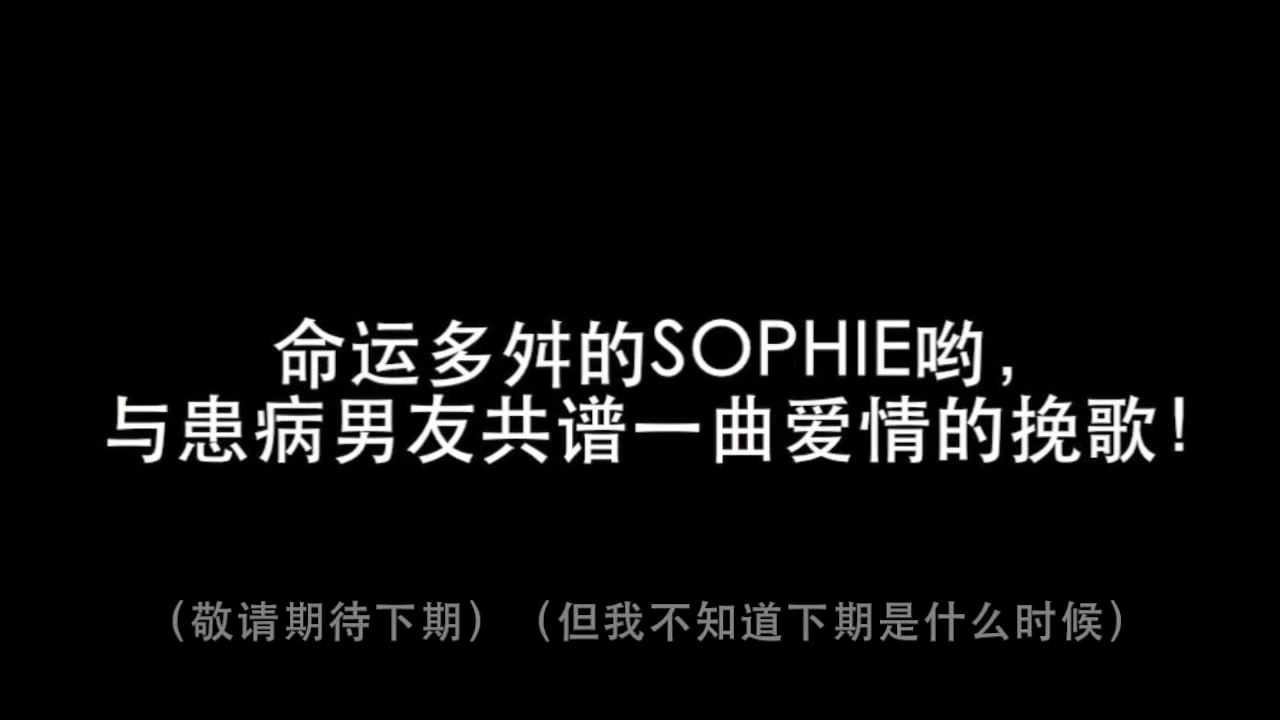 命运多舛的SOPHIE哟，
与患病男友共谱一曲爱情的挽歌！
（敬请期待下期）（但我不知道下期是什么时候）